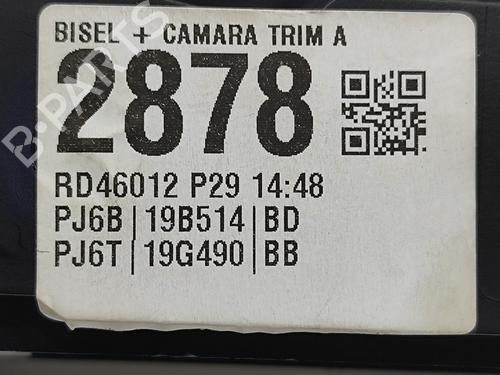 BISEL + CAMARA TRIM A
2878
RD46012 P29 14:48
PJ6B | 19B514 | BD
PJ6T | 19G490 | BB
B-PARTS